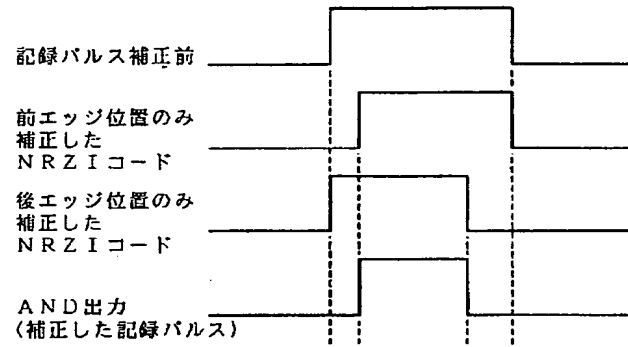 記録パルス補正前
前エッジ位置のみ
補正した
ＮＲＺＩコード
後エッジ位置のみ
補正した
ＮＲＺＩコード
ＡＮＤ出力
(補正した記録パルス)